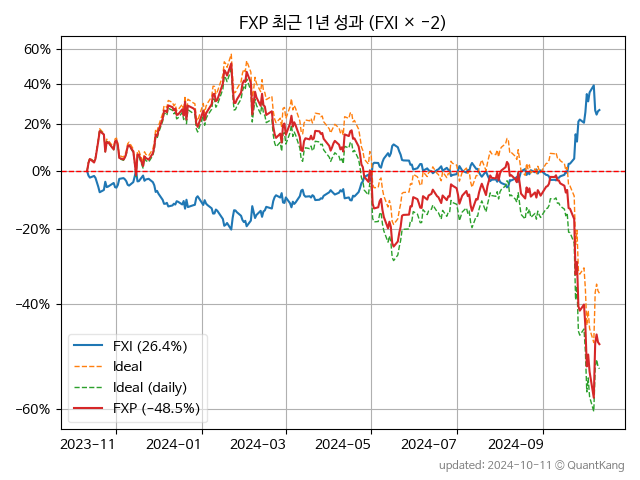 FXP 최근 1년 성과 (FXI × −2)
60%
40%
20%
0%
−20%
−40%
−60%
FXI (26.4%)
Ideal
Ideal (daily)
FXP (−48.5%)
2023-11 2024-01 2024-03 2024-05 2024-07 2024-09
updated: 2024-10-11 © QuantKang